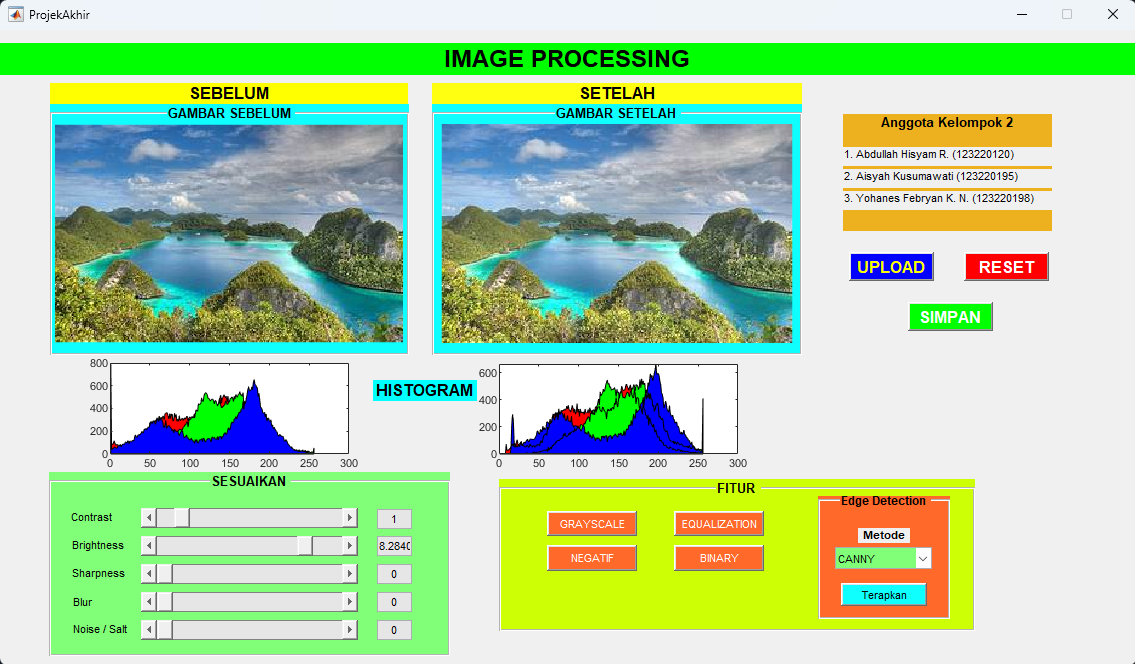 ProjekAkhir
IMAGE PROCESSING
SEBELUM
SETELAH
GAMBAR SEBELUM
GAMBAR SETELAH
Anggota Kelompok 2
1. Abdullah Hisyam R. (123220120)
2. Aisyah Kusumawati (123220195)
3. Yohanes Febryan K. N. (123220198)
UPLOAD
RESET
SIMPAN
800
600
400
200
0
0 50 100 150 200 250 300
HISTOGRAM
600
400
200
0
0 50 100 150 200 250 300
SESUAIKAN
Contrast 1
Brightness 8.2840
Sharpness 0
Blur 0
Noise / Salt 0
FITUR
GRAYSCALE
EQUALIZATION
NEGATIF
BINARY
Edge Detection
Metode
CANNY
Terapkan